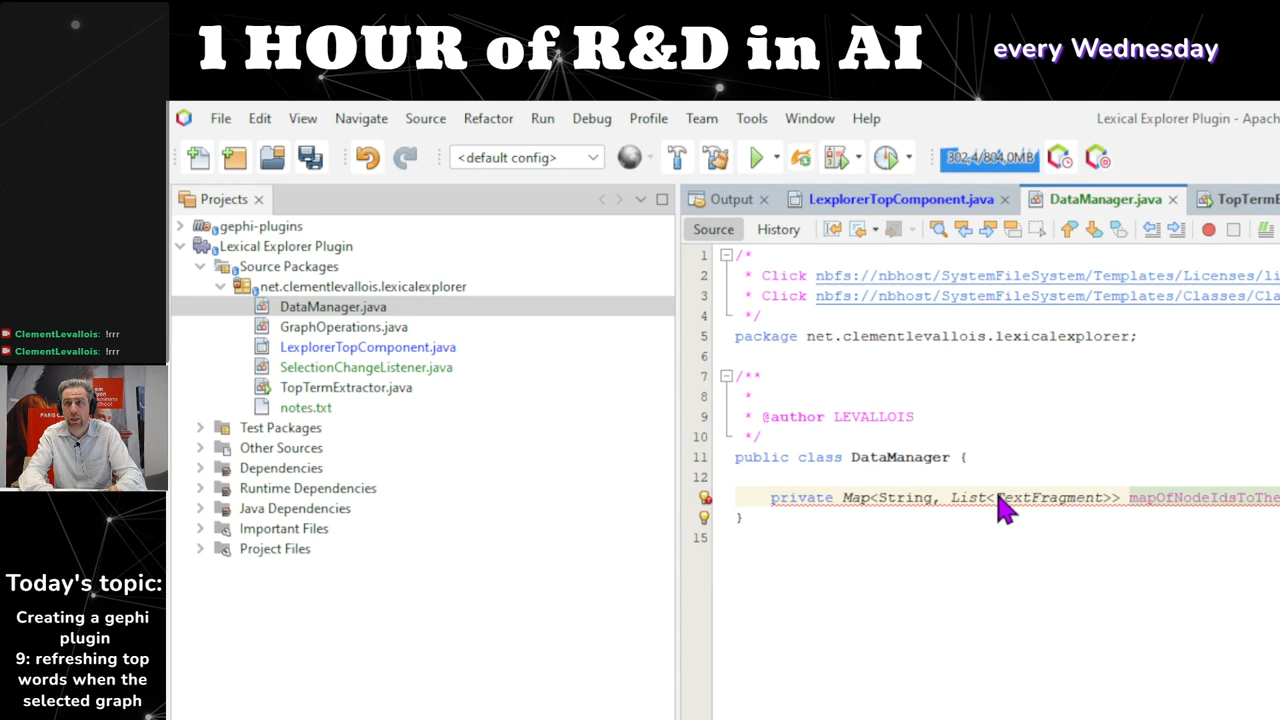 1 HOUR of R&D in AI
every Wednesday
File Edit View Navigate Source Refactor Run Debug Profile Team Tools Window Help
Lexical Explorer Plugin - Apac
<default config>
302,4/804,0MB
Projects
Output
LexplorerTopComponent.java
DataManager.java
TopTermE
Source
History
gephi-plugins
Lexical Explorer Plugin
Source Packages
net.clementlevallois.lexicalexplorer
DataManager.java
GraphOperations.java
LexplorerTopComponent.java
SelectionChangeListener.java
TopTermExtractor.java
notes.txt
Test Packages
Other Sources
Dependencies
Runtime Dependencies
Java Dependencies
Important Files
Project Files
1 /*
2 * Click nbfs://nbhost/SystemFileSystem/Templates/Licenses/li
3 * Click nbfs://nbhost/SystemFileSystem/Templates/Classes/Cla
4 */
5 package net.clementlevallois.lexicalexplorer;
6
7 /**
8 *
9 * @author LEVALLOIS
10 */
11 public class DataManager {
12
private Map<String, List<TextFragment>> mapOfNodeIdsToThe
}
15
ClementLevallois: !rrr
ClementLevallois: !rrr
Today's topic:
Creating a gephi
plugin
9: refreshing top
words when the
selected graph